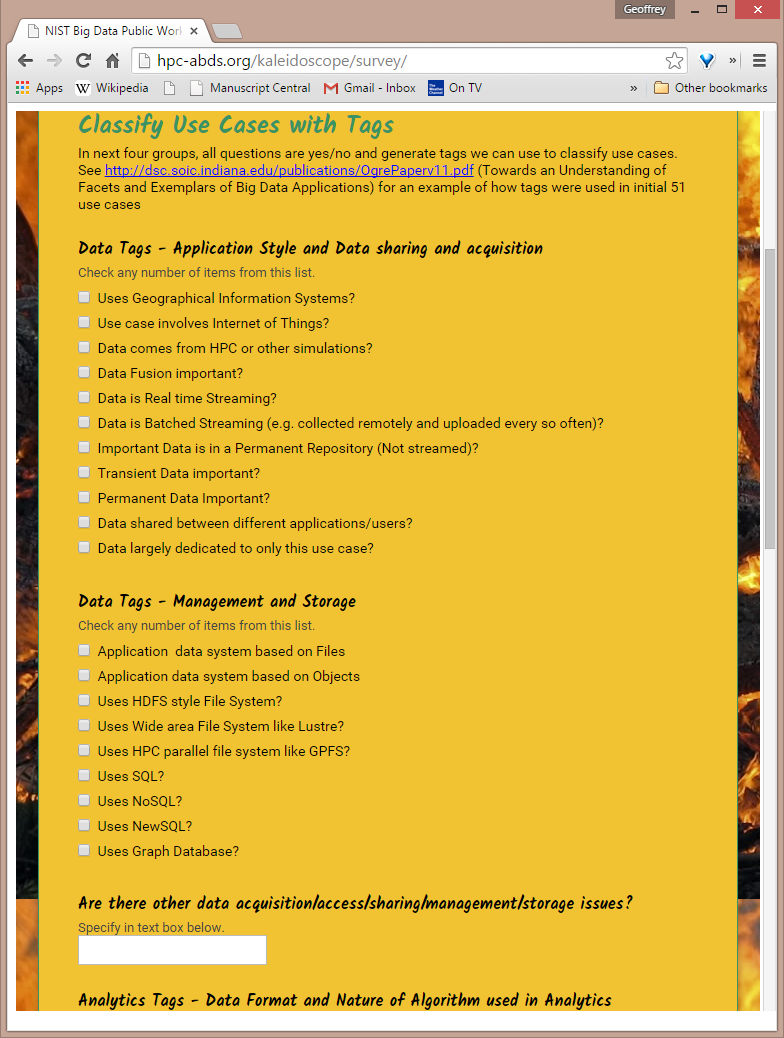 Geoffrey
NIST Big Data Public Work
hpc-abds.org/kaleidoscope/survey/
Apps W Wikipedia Manuscript Central Gmail - Inbox The Weather Channel On TV » Other bookmarks
Classify Use Cases with Tags
In next four groups, all questions are yes/no and generate tags we can use to classify use cases.
See http://dsc.soic.indiana.edu/publications/OgrePaperv11.pdf (Towards an Understanding of
Facets and Exemplars of Big Data Applications) for an example of how tags were used in initial 51
use cases
Data Tags - Application Style and Data sharing and acquisition
Check any number of items from this list.
Uses Geographical Information Systems?
Use case involves Internet of Things?
Data comes from HPC or other simulations?
Data Fusion important?
Data is Real time Streaming?
Data is Batched Streaming (e.g. collected remotely and uploaded every so often)?
Important Data is in a Permanent Repository (Not streamed)?
Transient Data important?
Permanent Data Important?
Data shared between different applications/users?
Data largely dedicated to only this use case?
Data Tags - Management and Storage
Check any number of items from this list.
Application data system based on Files
Application data system based on Objects
Uses HDFS style File System?
Uses Wide area File System like Lustre?
Uses HPC parallel file system like GPFS?
Uses SQL?
Uses NoSQL?
Uses NewSQL?
Uses Graph Database?
Are there other data acquisition/access/sharing/management/storage issues?
Specify in text box below.
Analytics Tags - Data Format and Nature of Algorithm used in Analytics